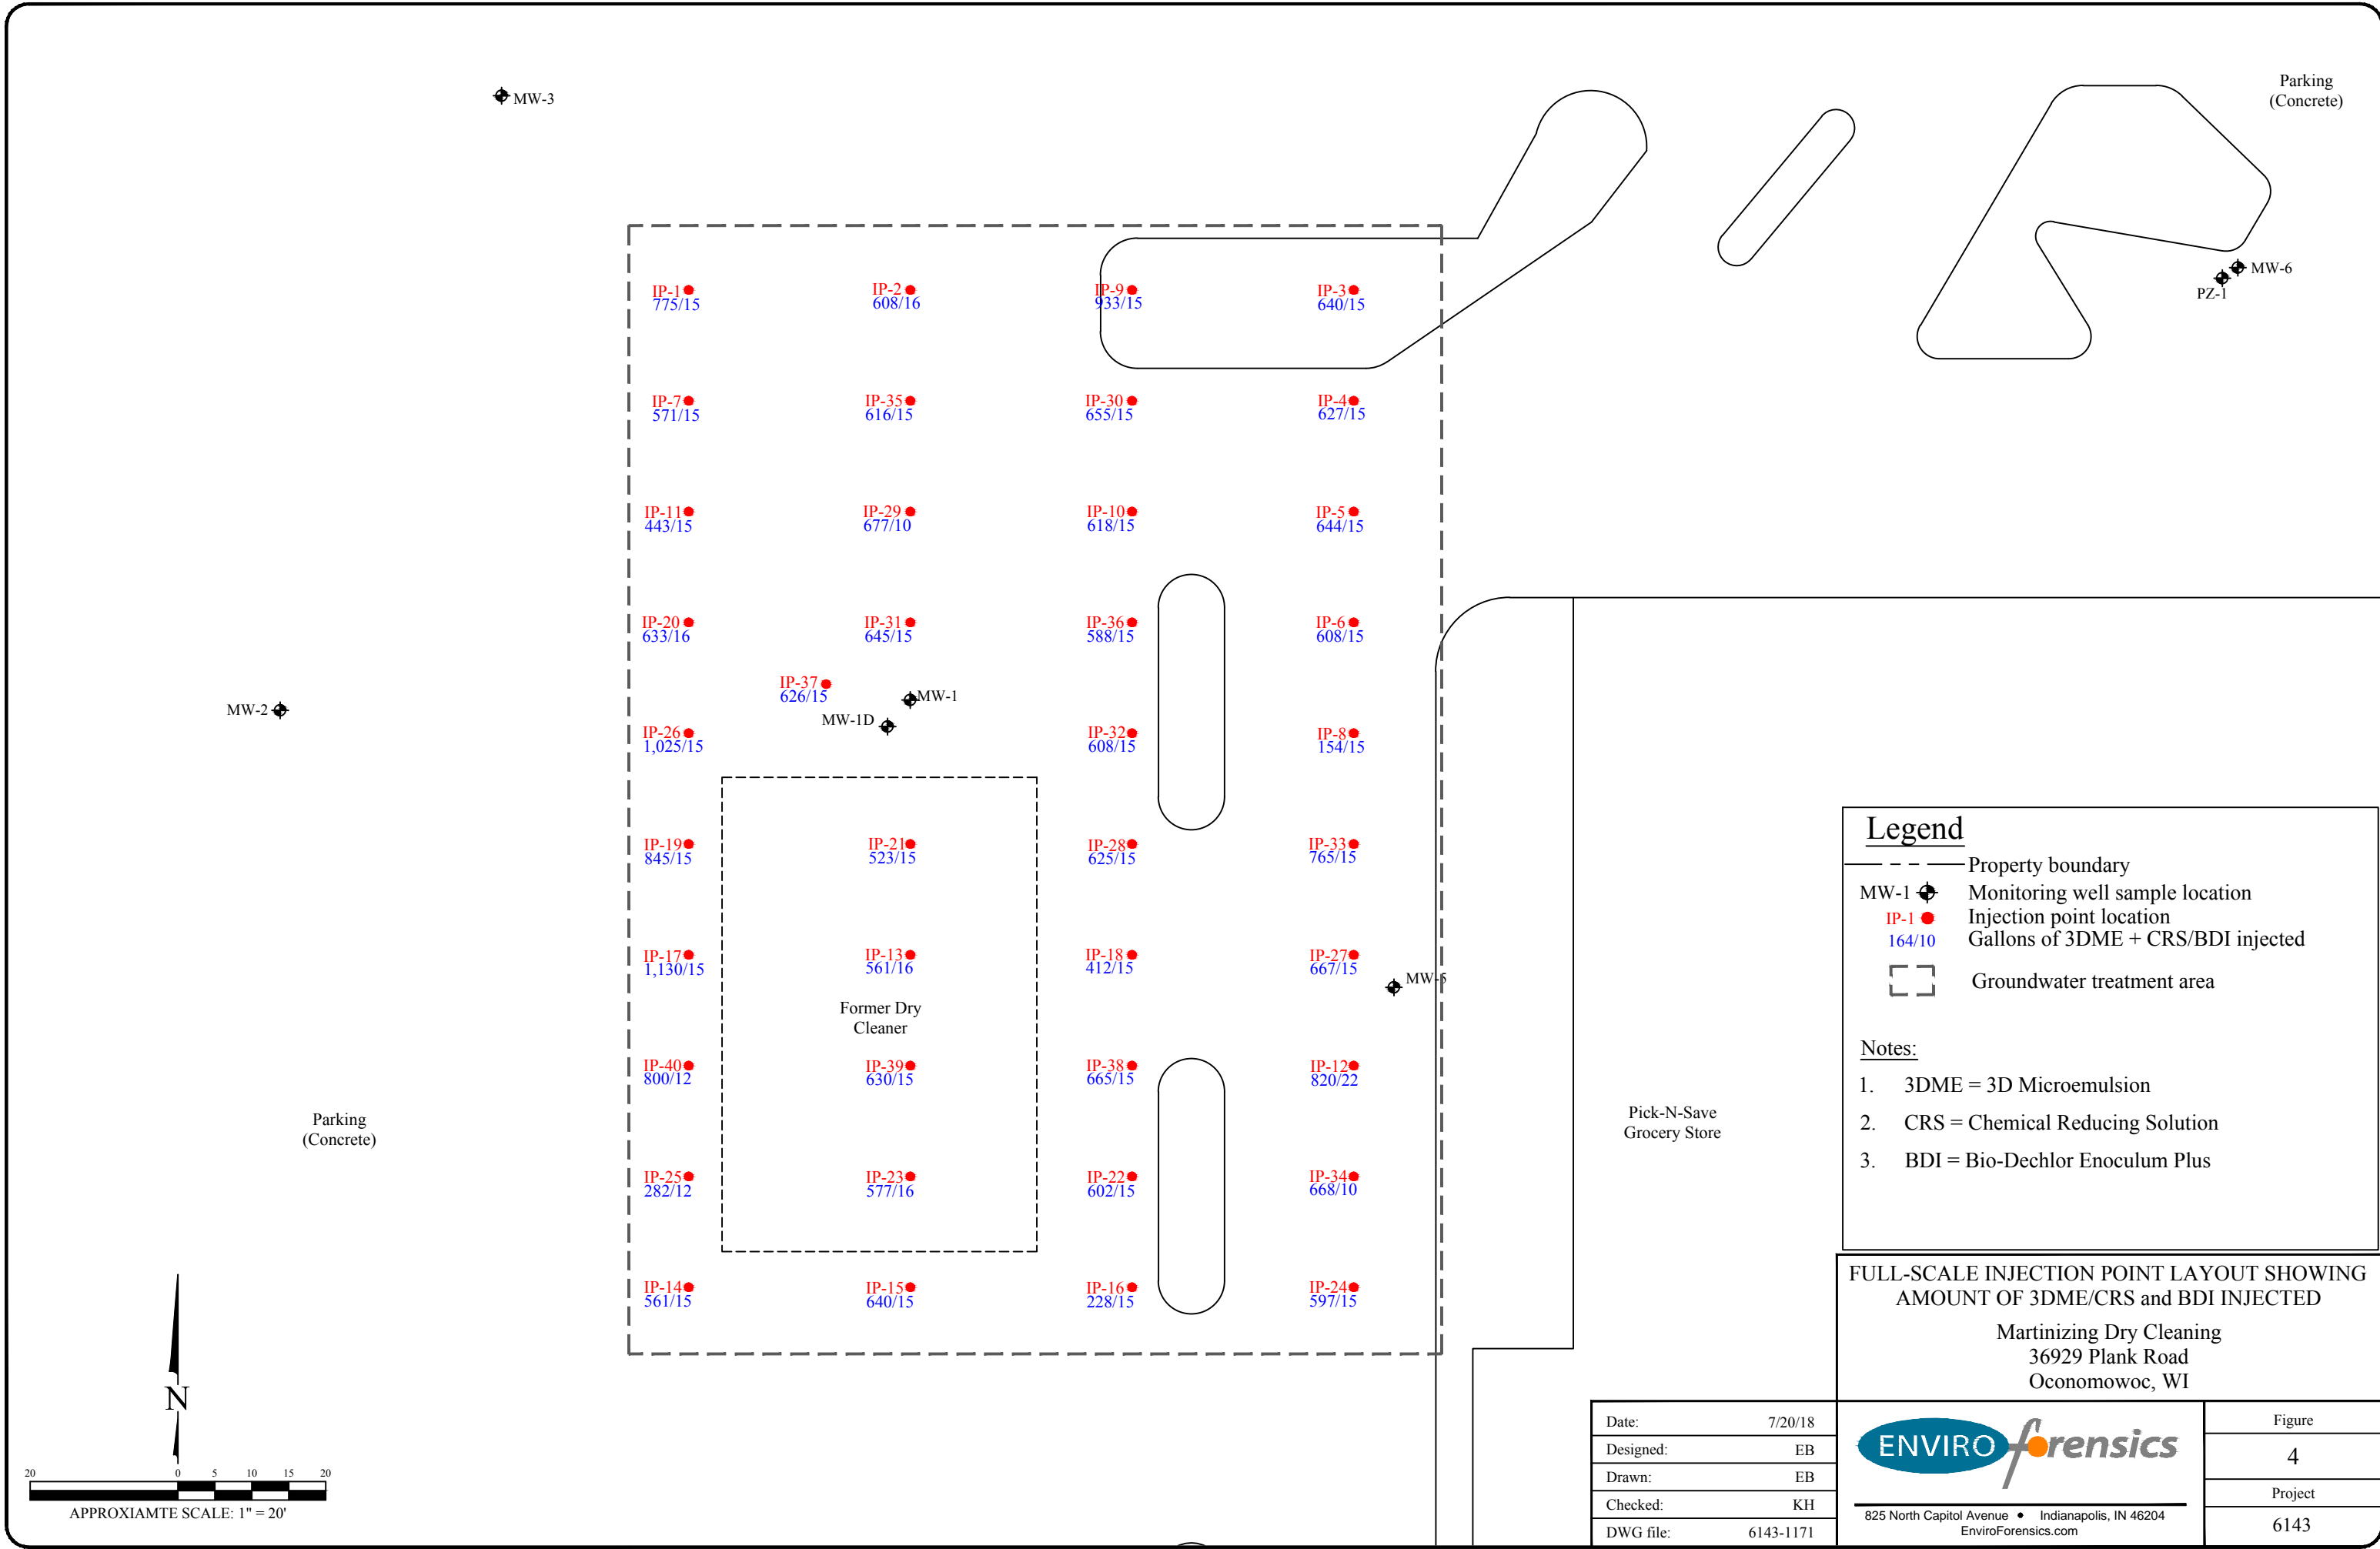 MW-3
Parking
(Concrete)
MW-6
PZ-1
IP-1
775/15
IP-2
608/16
IP-9
933/15
IP-3
640/15
IP-7
571/15
IP-35
616/15
IP-30
655/15
IP-4
627/15
IP-11
443/15
IP-29
677/10
IP-10
618/15
IP-5
644/15
IP-20
633/16
IP-31
645/15
IP-36
588/15
IP-6
608/15
IP-37
626/15
MW-1
MW-1D
MW-2
IP-26
1,025/15
IP-32
608/15
IP-8
154/15
IP-19
845/15
IP-21
523/15
IP-28
625/15
IP-33
765/15
IP-17
1,130/15
IP-13
561/16
IP-18
412/15
IP-27
667/15
MW-5
Former Dry
Cleaner
IP-40
800/12
IP-39
630/15
IP-38
665/15
IP-12
820/22
Parking
(Concrete)
Pick-N-Save
Grocery Store
IP-25
282/12
IP-23
577/16
IP-22
602/15
IP-34
668/10
IP-14
561/15
IP-15
640/15
IP-16
228/15
IP-24
597/15
Legend
Property boundary
MW-1 Monitoring well sample location
IP-1 Injection point location
164/10 Gallons of 3DME + CRS/BDI injected
Groundwater treatment area
Notes:
1. 3DME = 3D Microemulsion
2. CRS = Chemical Reducing Solution
3. BDI = Bio-Dechlor Enoculum Plus
FULL-SCALE INJECTION POINT LAYOUT SHOWING
AMOUNT OF 3DME/CRS and BDI INJECTED
Martinizing Dry Cleaning
36929 Plank Road
Oconomowoc, WI
N
20 0 5 10 15 20
APPROXIAMTE SCALE: 1" = 20'
Date: 7/20/18
Designed: EB
Drawn: EB
Checked: KH
DWG file: 6143-1171
ENVIRO forensics
825 North Capitol Avenue • Indianapolis, IN 46204
EnviroForensics.com
Figure
4
Project
6143